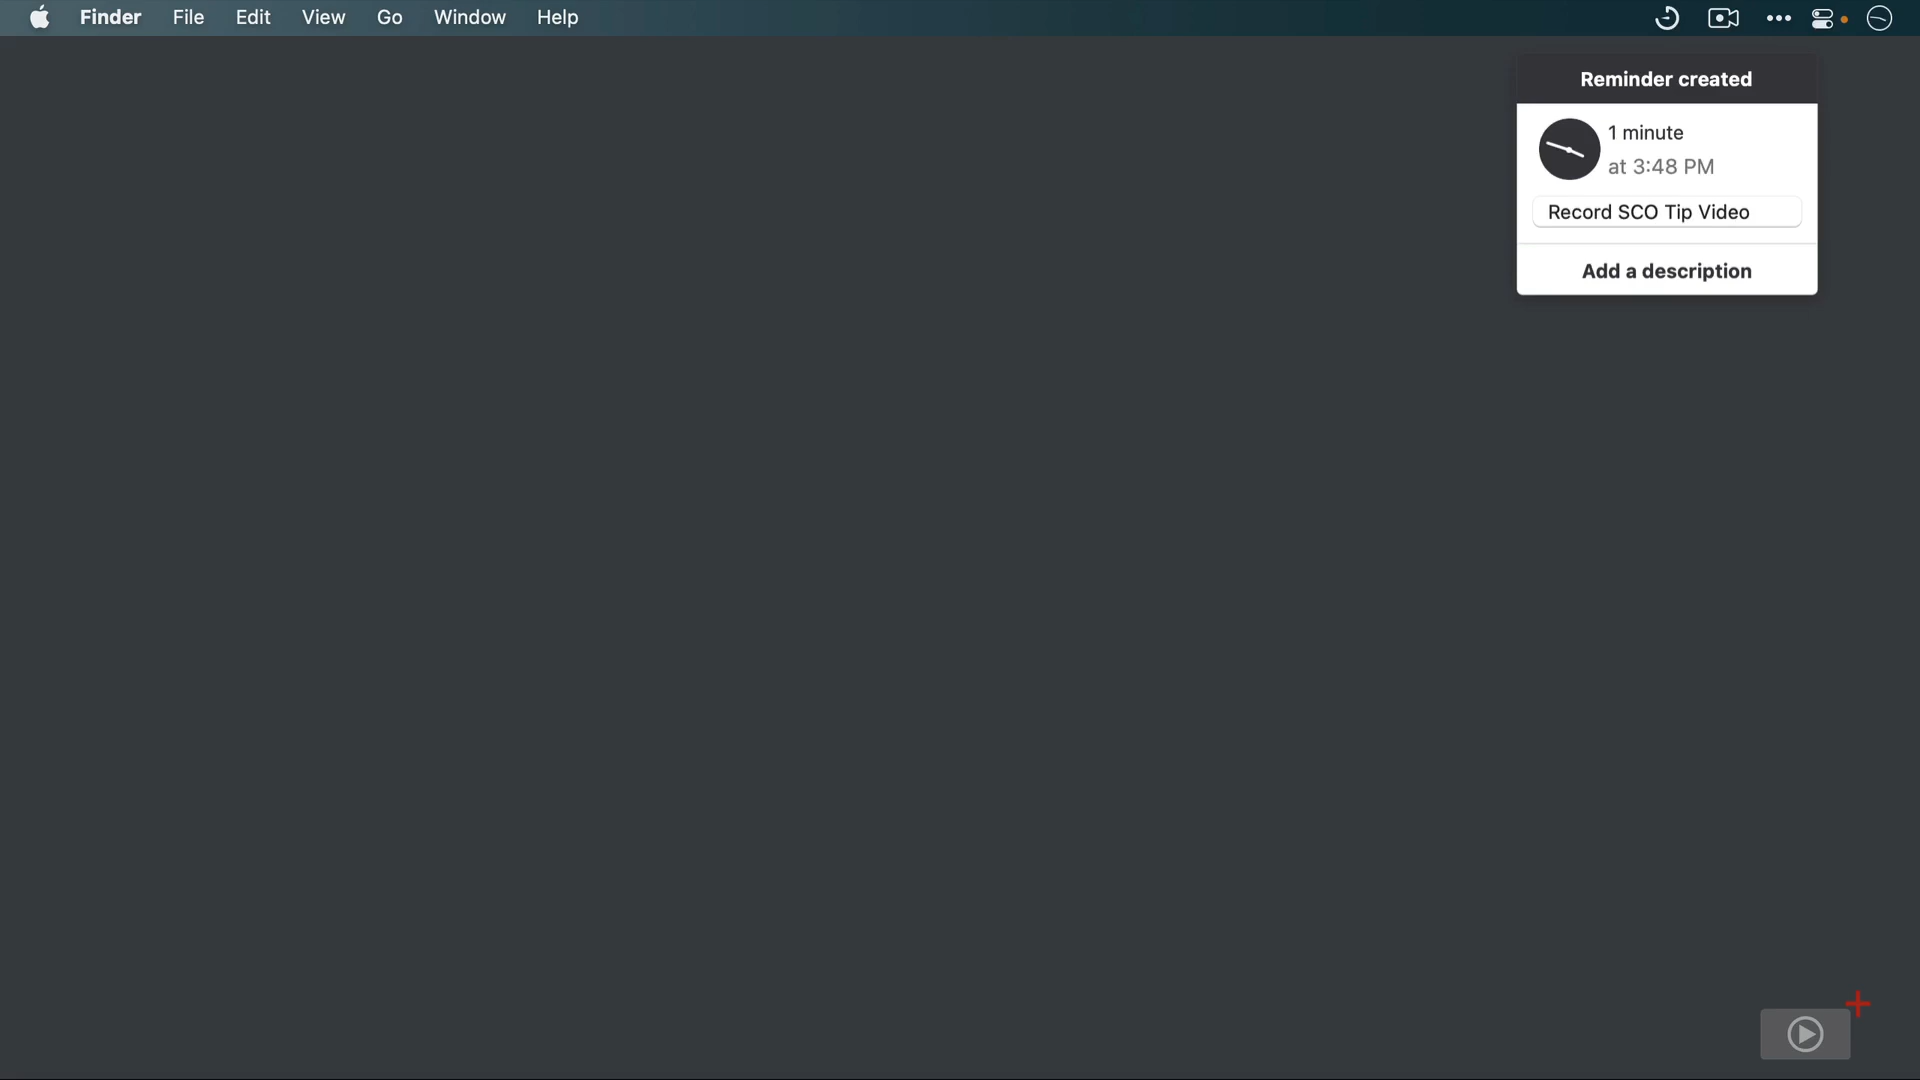 Finder File Edit View Go Window Help
Reminder created
1 minute
at 3:48 PM
Record SCO Tip Video
Add a description